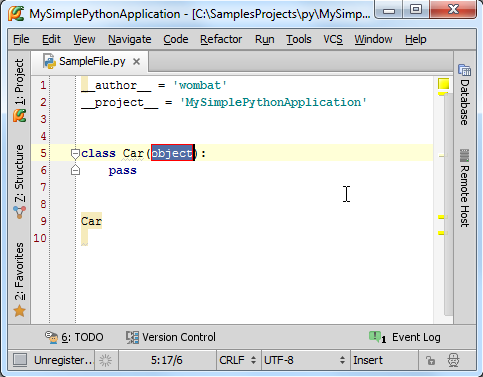 MySimplePythonApplication - [C:\SamplesProjects\py\MySimp
File Edit View Navigate Code Refactor Run Tools VCS Window Help
SampleFile.py
1: Project
7: Structure
2: Favorites
1 __author__ = 'wombat'
2 __project__ = 'MySimplePythonApplication'
3
4
5 class Car(object):
6 pass
7
8
9 Car
10
Database
Remote Host
6: TODO Version Control 1 Event Log
Unregister.. 5:17/6 CRLF UTF-8 Insert